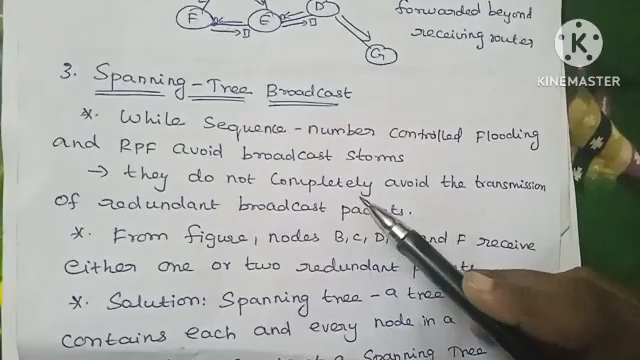 forwarded beyond
receiving router
F
E
D
G
KINEMASTER
3. Spanning-Tree Broadcast
* While Sequence-number controlled Flooding
and RPF avoid broadcast storms
→ they do not completely avoid the transmission
of redundant broadcast packets.
* From figure, nodes B, C, D, and F receive
either one or two redundant
* Solution: Spanning tree - a tree
contains each and every node in a
a Spanning Tree